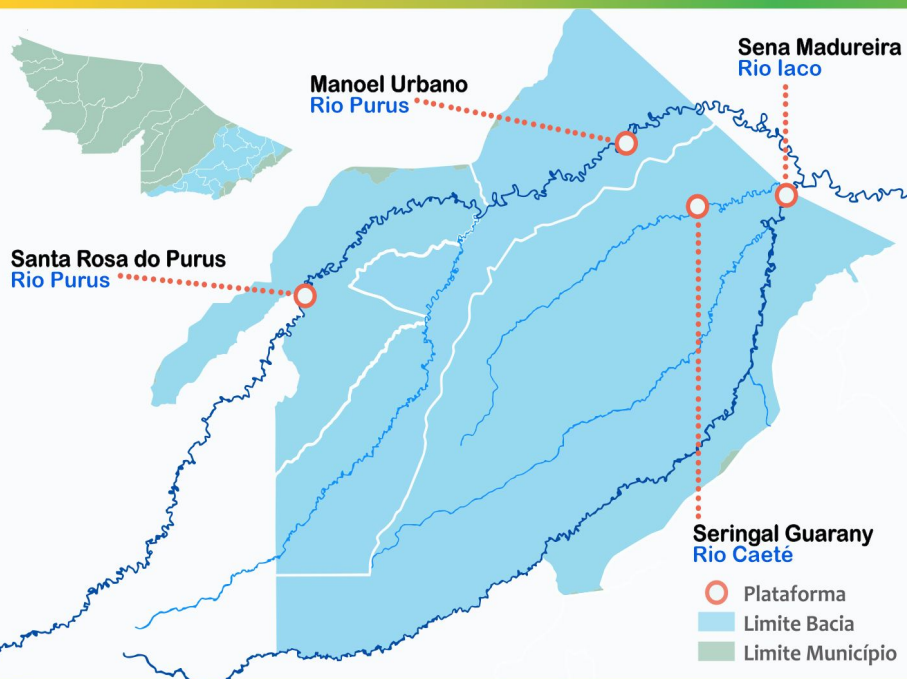 Sena Madureira
Rio Iaco
Manoel Urbano
Rio Purus
Santa Rosa do Purus
Rio Purus
Seringal Guarany
Rio Caeté
Plataforma
Limite Bacia
Limite Município